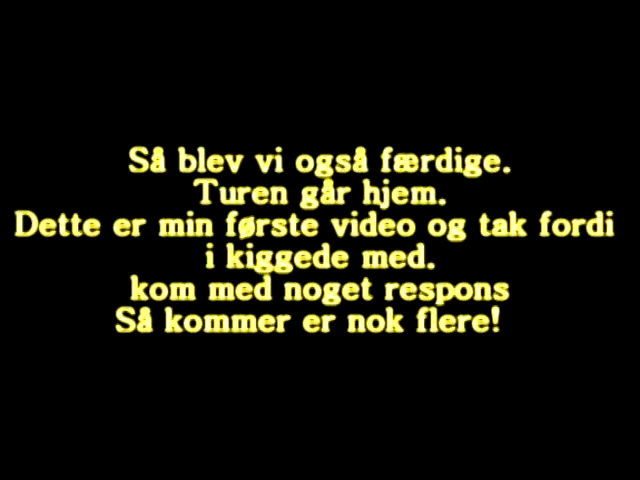 Så blev vi også færdige.
Turen går hjem.
Dette er min første video og tak fordi
i kiggede med.
kom med noget respons
Så kommer er nok flere!